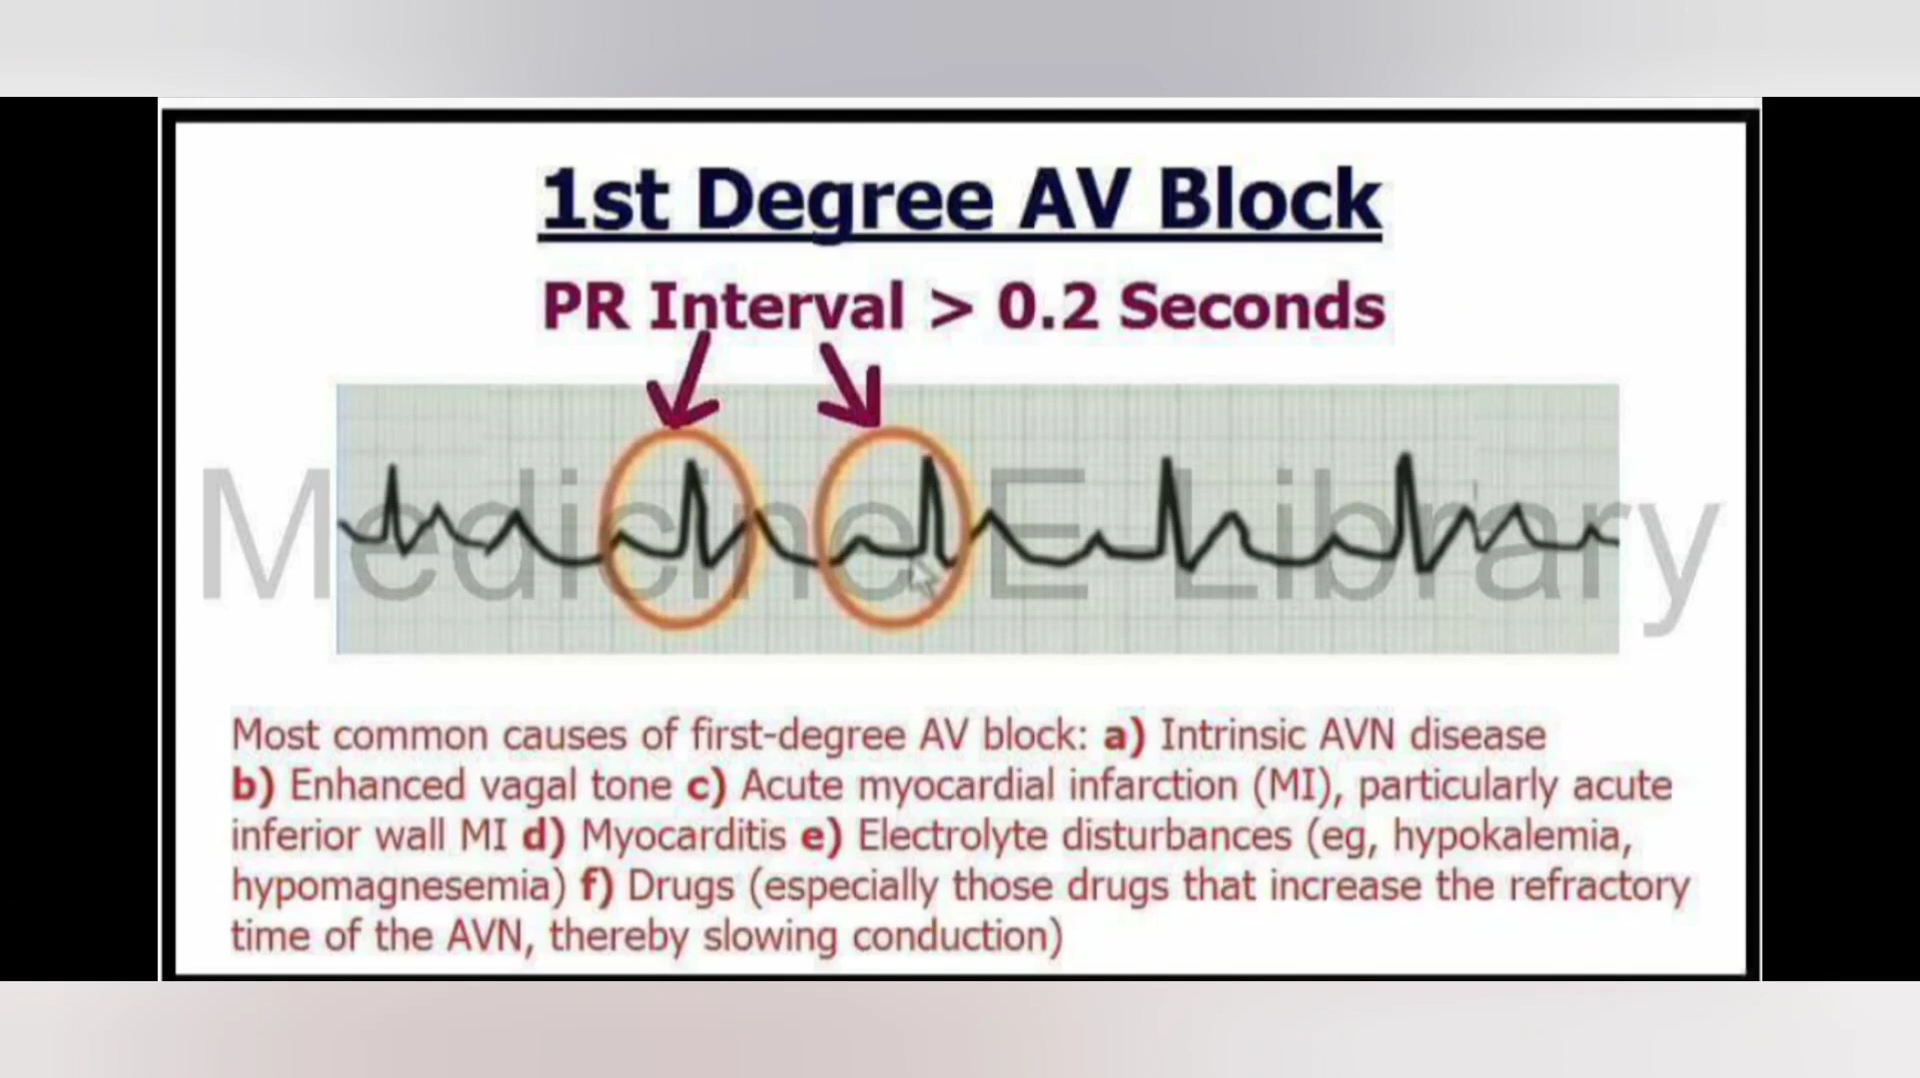 1st Degree AV Block
PR Interval > 0.2 Seconds
Medicine E Library
Most common causes of first-degree AV block: a) Intrinsic AVN disease
b) Enhanced vagal tone c) Acute myocardial infarction (MI), particularly acute
inferior wall MI d) Myocarditis e) Electrolyte disturbances (eg, hypokalemia,
hypomagnesemia) f) Drugs (especially those drugs that increase the refractory
time of the AVN, thereby slowing conduction)